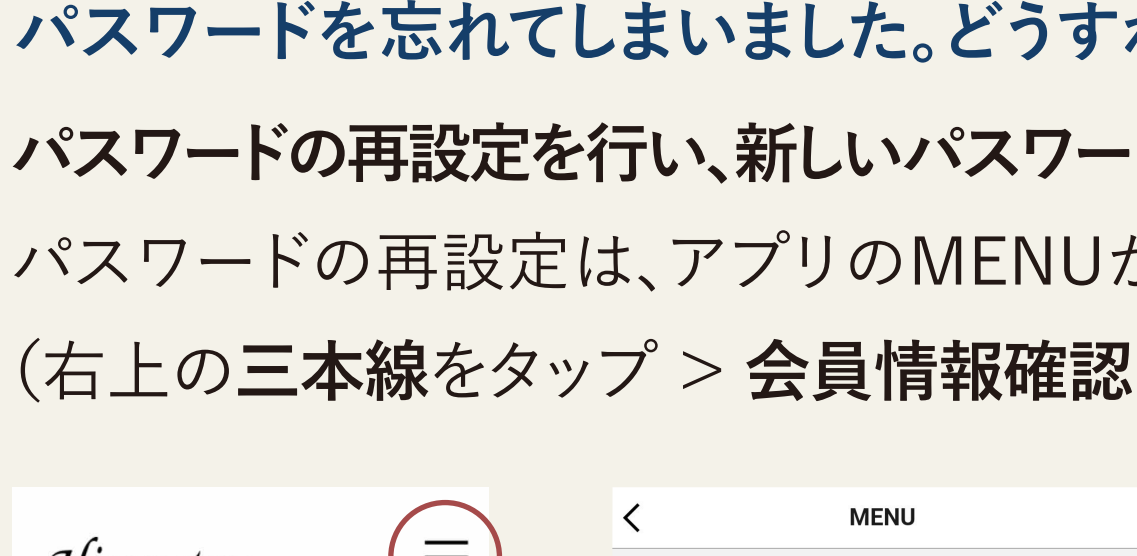 パスワードを忘れてしまいました。どうす
パスワードの再設定を行い、新しいパスワー
パスワードの再設定は、アプリのMENUか
（右上の三本線をタップ > 会員情報確認
MENU